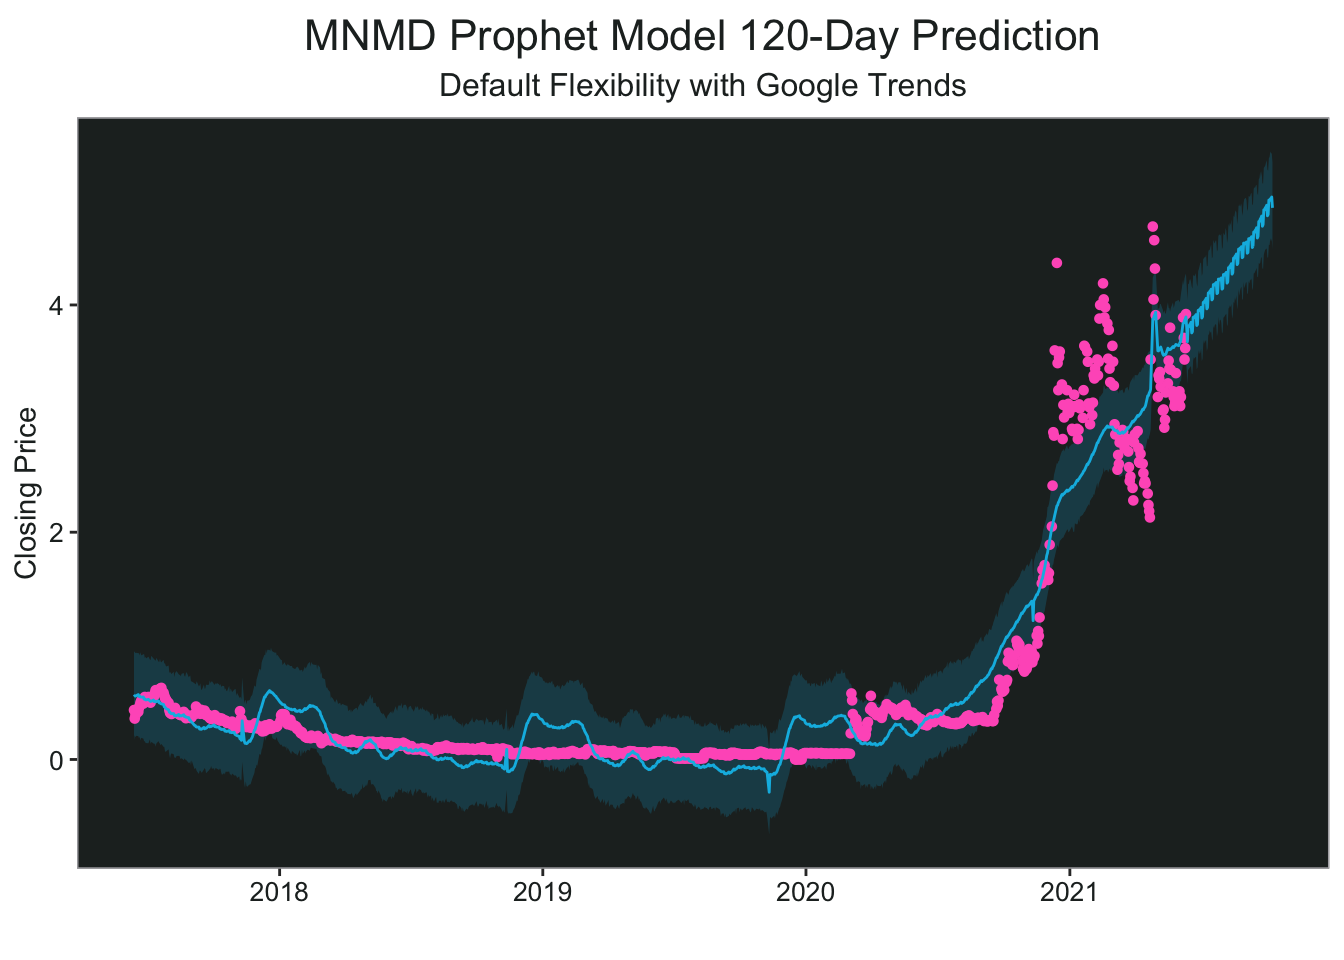 MNMD Prophet Model 120-Day Prediction
Default Flexibility with Google Trends
Closing Price
4
2
0
2018 2019 2020 2021